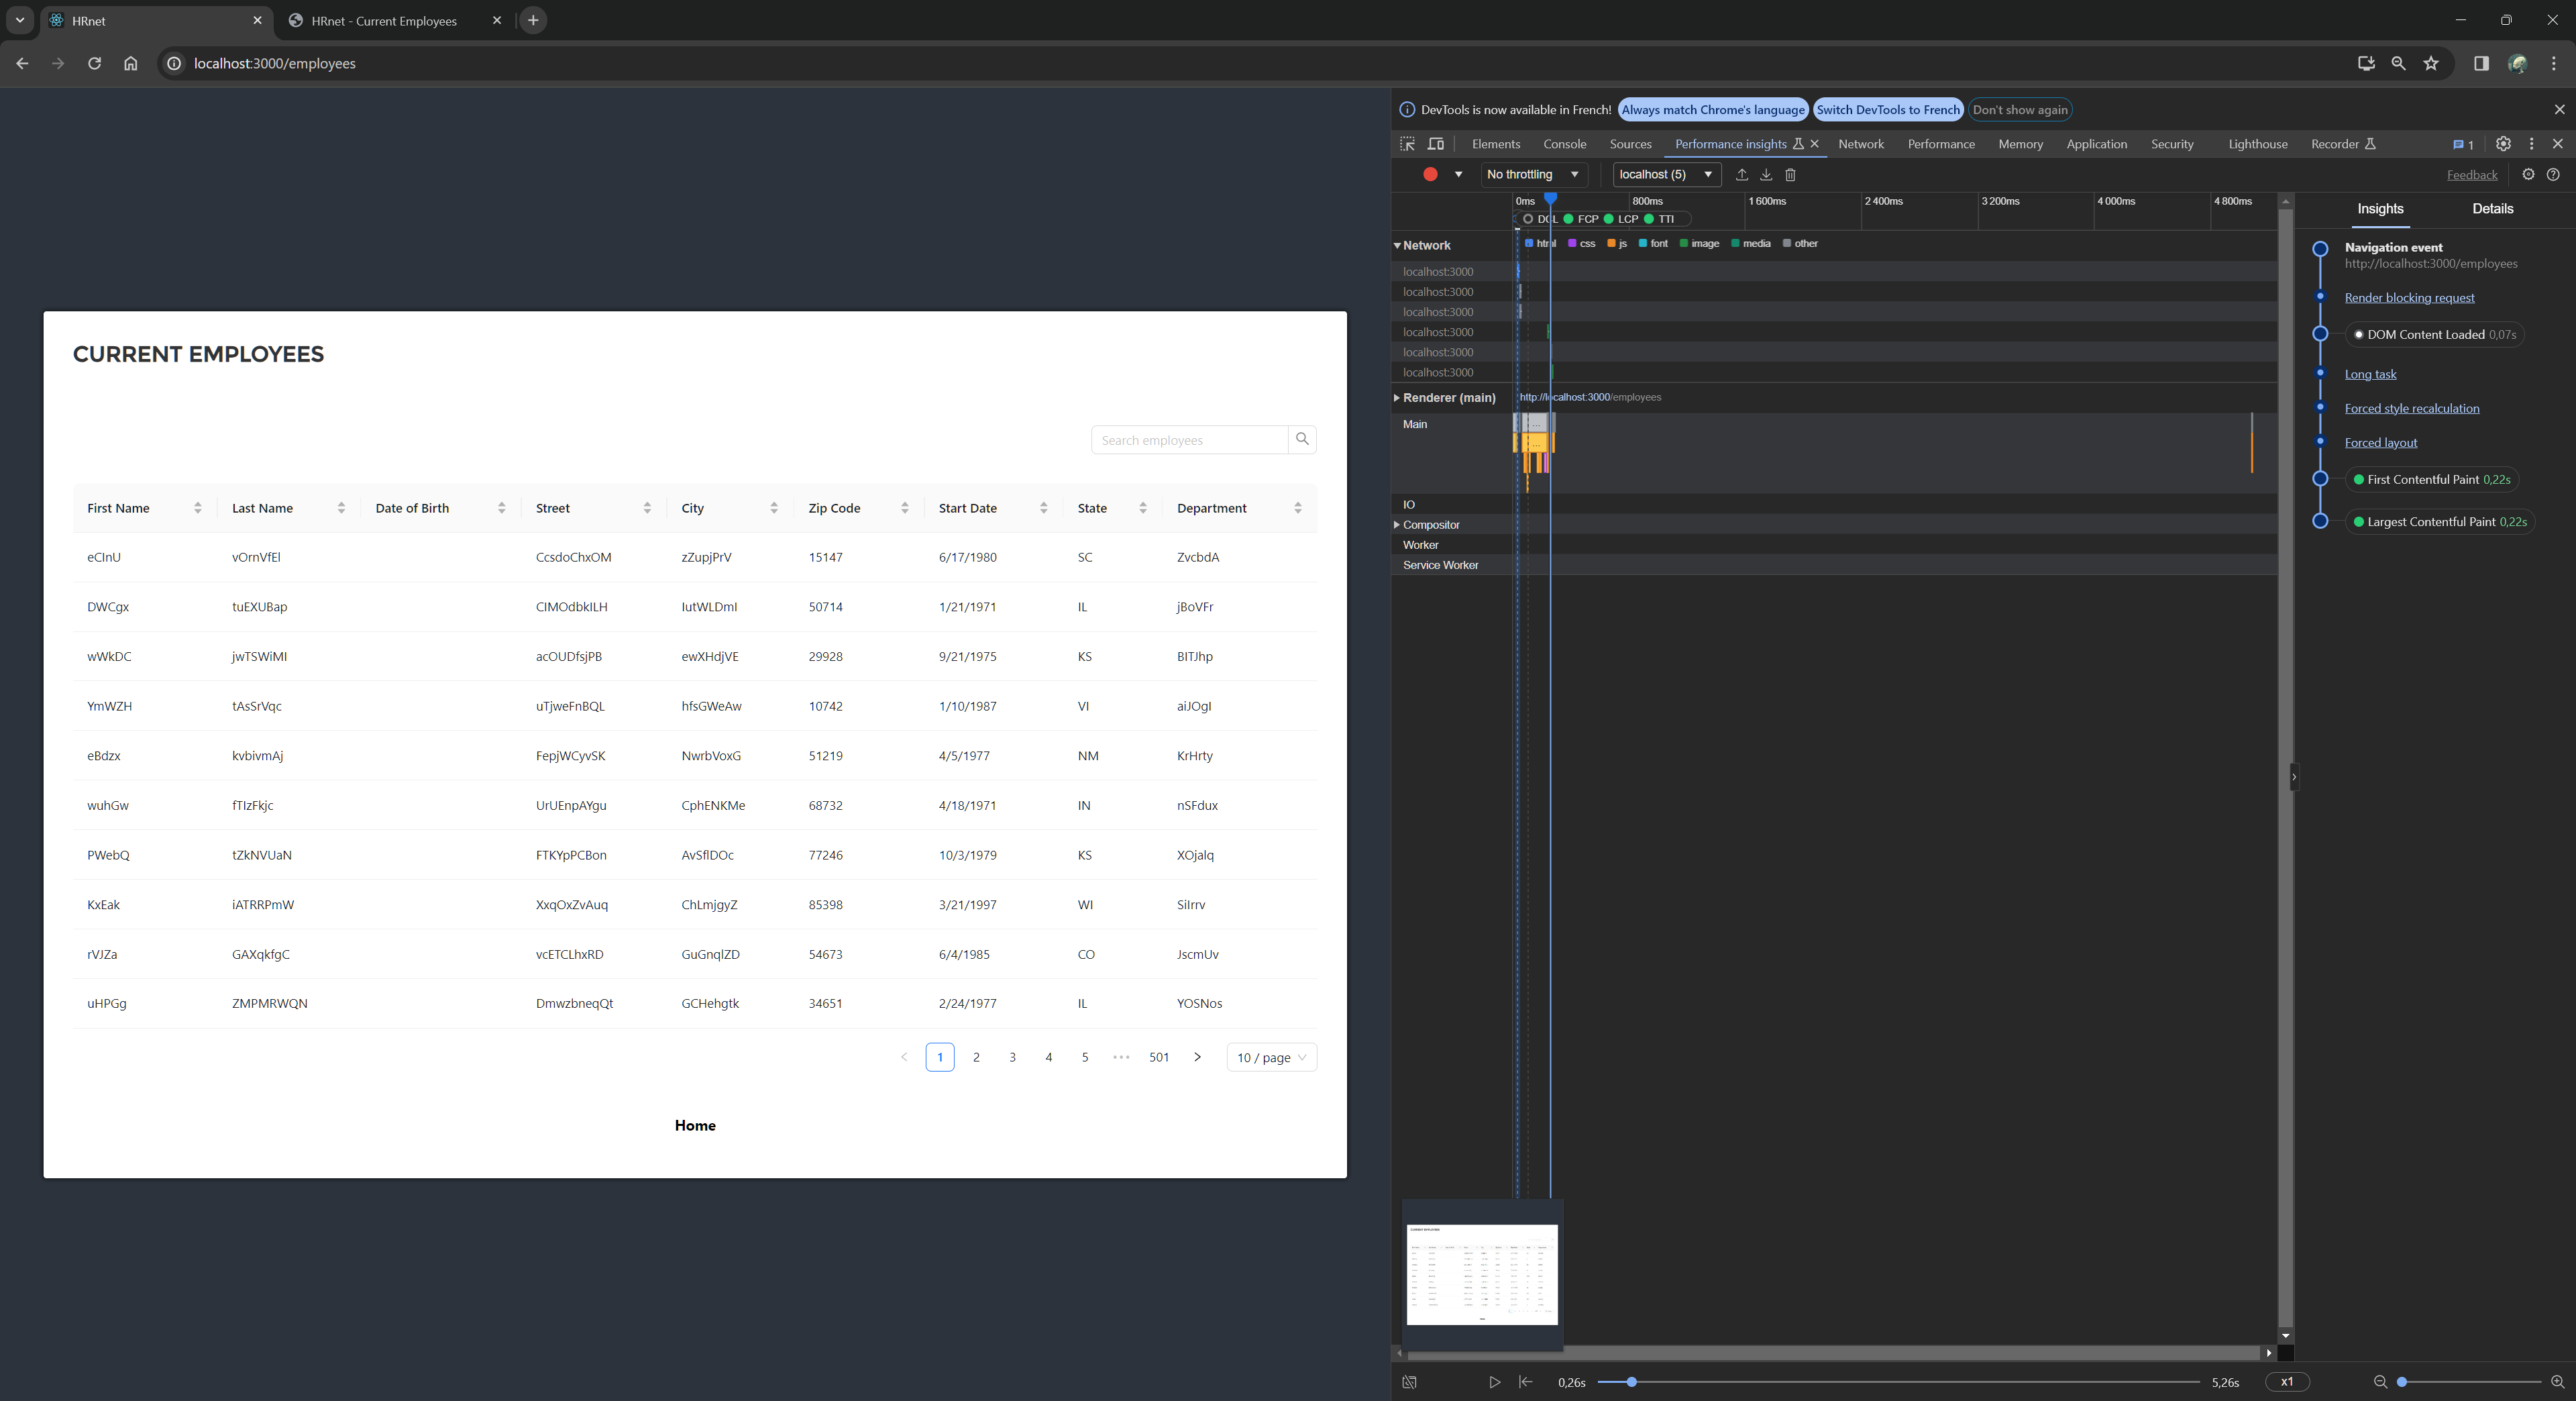 HRnet
HRnet - Current Employees
localhost:3000/employees
CURRENT EMPLOYEES
Search employees
First Name Last Name Date of Birth Street City Zip Code Start Date State Department
eCInU vOrnVfEl CcsdoChxOM zZupjPrV 15147 6/17/1980 SC ZvcbdA
DWCgx tuEXUBap CIMOdbkILH IutWLDmI 50714 1/21/1971 IL jBoVFr
wWkDC jwTSWiMI acOUDfsjPB ewXHdjVE 29928 9/21/1975 KS BITJhp
YmWZH tAsSrVqc uTjweFnBQL hfsGWeAw 10742 1/10/1987 VI aiJOgI
eBdzx kvbivmAj FepjWCyvSK NwrbVoxG 51219 4/5/1977 NM KrHrty
wuhGw fTIzFkjc UrUEnpAYgu CphENKMe 68732 4/18/1971 IN nSFdux
PWebQ tZkNVUaN FTKYpPCBon AvSflDOc 77246 10/3/1979 KS XOjalq
KxEak iATRRPmW XxqOxZvAuq ChLmjgyZ 85398 3/21/1997 WI SiIrrv
rVJZa GAXqkfgC vcETCLhxRD GuGnqlZD 54673 6/4/1985 CO JscmUv
uHPGg ZMPMRWQN DmwzbneqQt GCHehgtk 34651 2/24/1977 IL YOSNos
1 2 3 4 5 ••• 501 10 / page
Home
DevTools is now available in French! Always match Chrome's language Switch DevTools to French Don't show again
Elements Console Sources Performance insights Network Performance Memory Application Security Lighthouse Recorder 1
No throttling localhost (5) Feedback
0ms 800ms 1 600ms 2 400ms 3 200ms 4 000ms 4 800ms
DCL FCP LCP TTI
Network html css js font image media other
localhost:3000
localhost:3000
localhost:3000
localhost:3000
localhost:3000
localhost:3000
Renderer (main) http://localhost:3000/employees
Main
IO
Compositor
Worker
Service Worker
Insights Details
Navigation event
http://localhost:3000/employees
Render blocking request
DOM Content Loaded 0,07s
Long task
Forced style recalculation
Forced layout
First Contentful Paint 0,22s
Largest Contentful Paint 0,22s
0,26s 5,26s x1